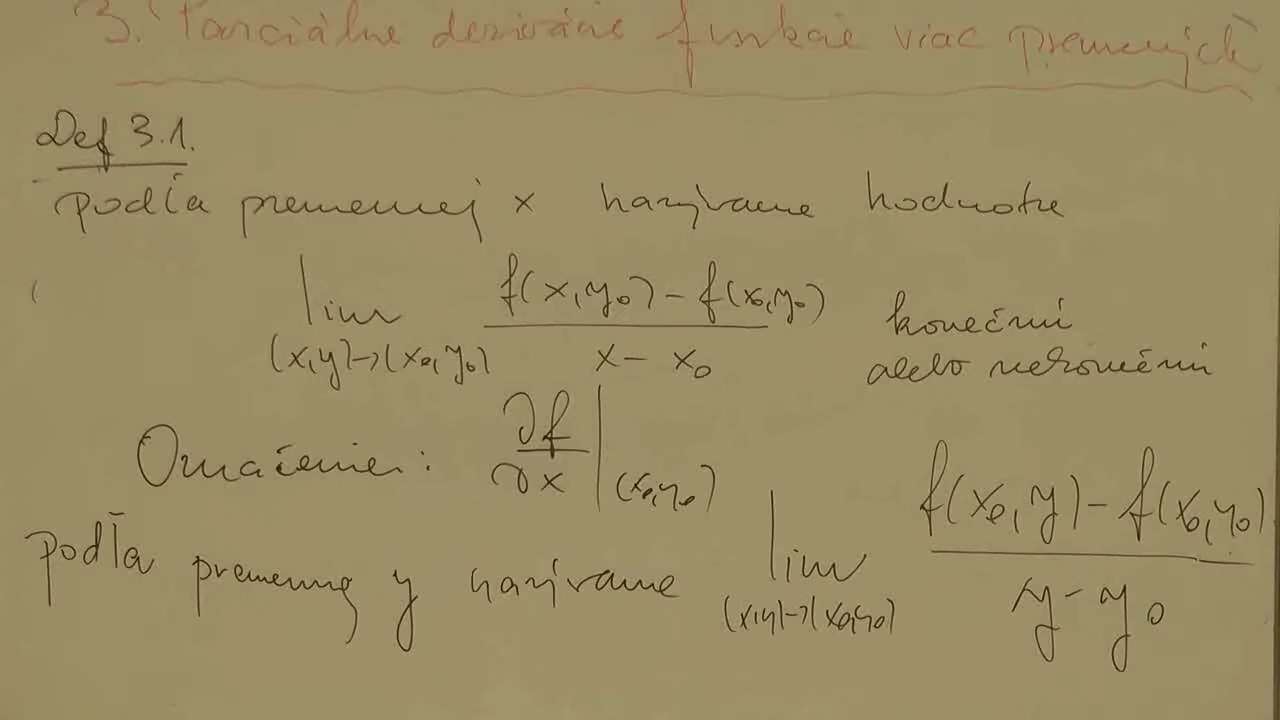 3. Parciálne derivácie funkcie viac premených
Def 3.1.
podľa premennej x nazývame hodnotu
lim (x,y)→(x₀,y₀) f(x,y₀) - f(x₀,y₀) / x - x₀ konečnú
alebo nekonečnú
Označenie: ∂f/∂x |(x₀,y₀)
podľa premennej y nazývame lim (x,y)→(x₀,y₀) f(x₀,y) - f(x₀,y₀) / y - y₀